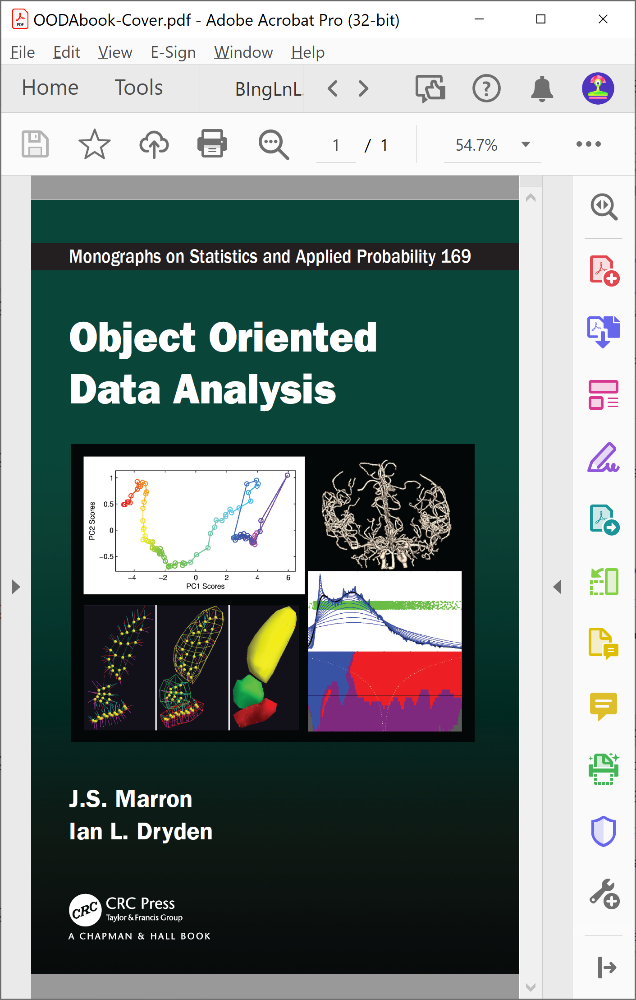 OODAbook-Cover.pdf - Adobe Acrobat Pro (32-bit)
File Edit View E-Sign Window Help
Home Tools BIngLnL.
1 / 1 54.7%
Monographs on Statistics and Applied Probability 169
Object Oriented
Data Analysis
1
0.5
0
−0.5
PC2 Scores
−4 −2 0 2 4 6
PC1 Scores
J.S. Marron
Ian L. Dryden
CRC CRC Press
Taylor & Francis Group
A CHAPMAN & HALL BOOK